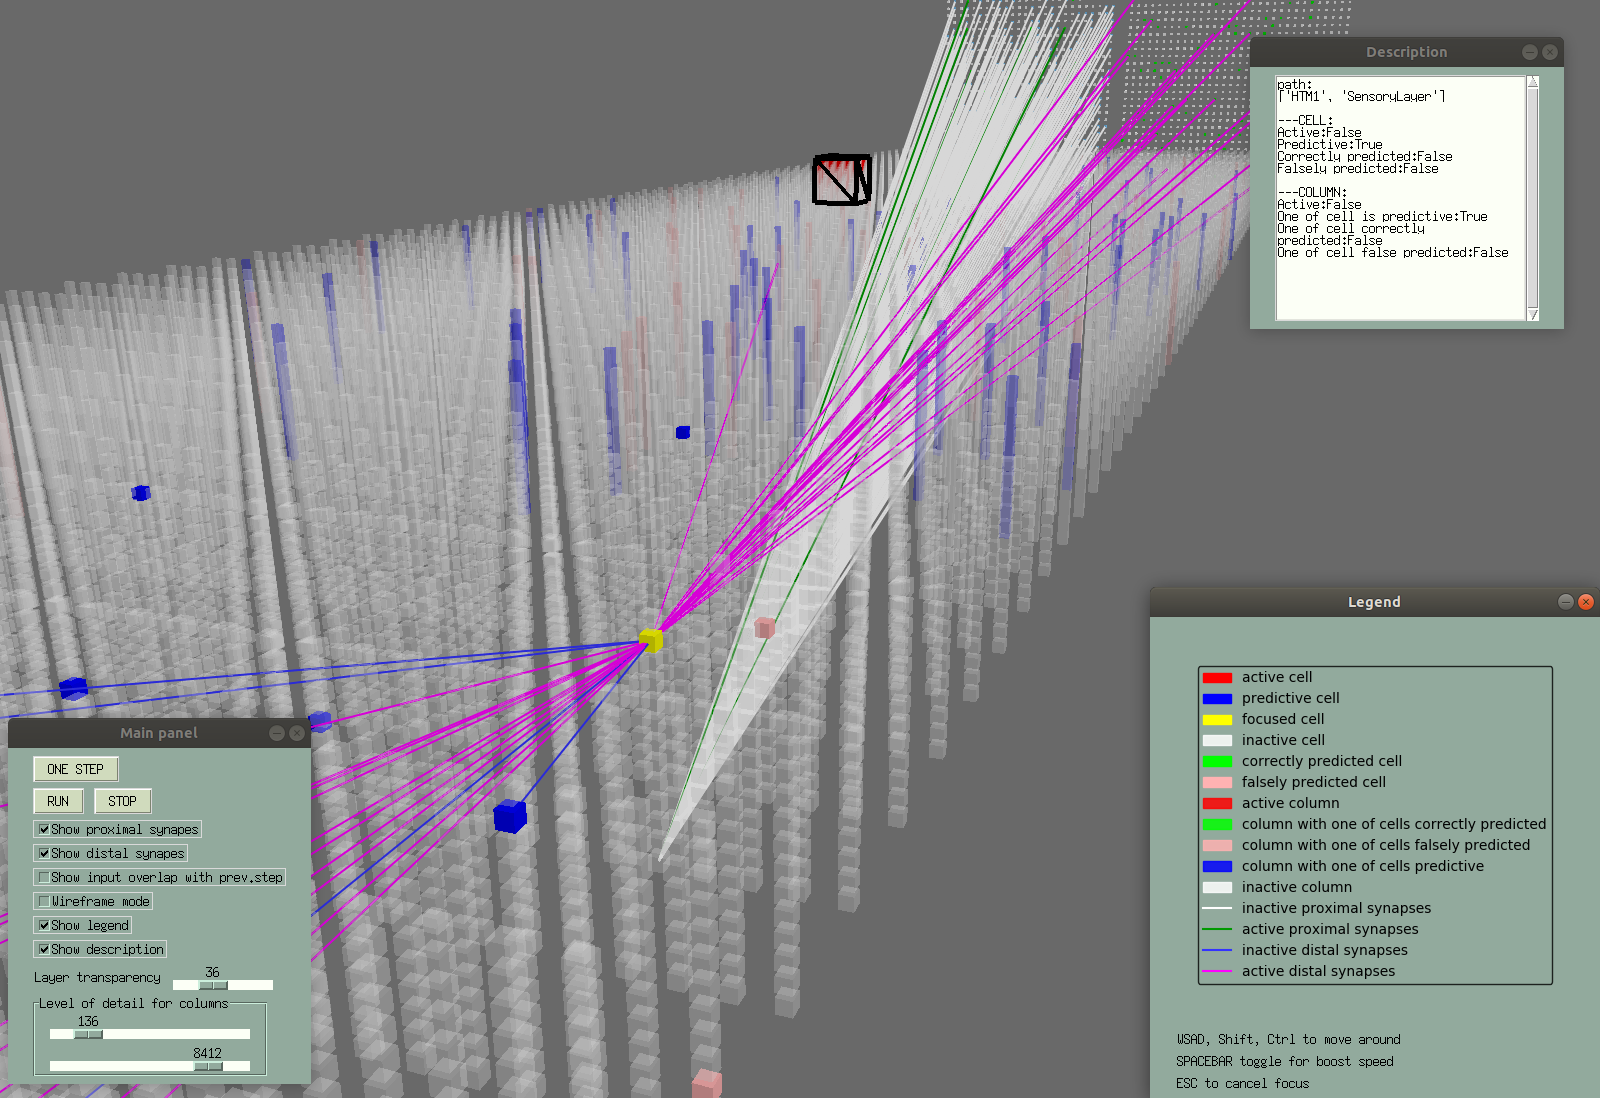 Description
path:
['HTM1', 'SensoryLayer']
---CELL:
Active:False
Predictive:True
Correctly predicted:False
Falsely predicted:False
---COLUMN:
Active:False
One of cell is predictive:True
One of cell correctly
predicted:False
One of cell false predicted:False
Legend
active cell
predictive cell
focused cell
inactive cell
correctly predicted cell
falsely predicted cell
active column
column with one of cells correctly predicted
column with one of cells falsely predicted
column with one of cells predictive
inactive column
inactive proximal synapses
active proximal synapses
inactive distal synapses
active distal synapses
WSAD, Shift, Ctrl to move around
SPACEBAR toggle for boost speed
ESC to cancel focus
Main panel
ONE STEP
RUN STOP
Show proximal synapes
Show distal synapes
Show input overlap with prev.step
Wireframe mode
Show legend
Show description
Layer transparency 36
Level of detail for columns
136
8412